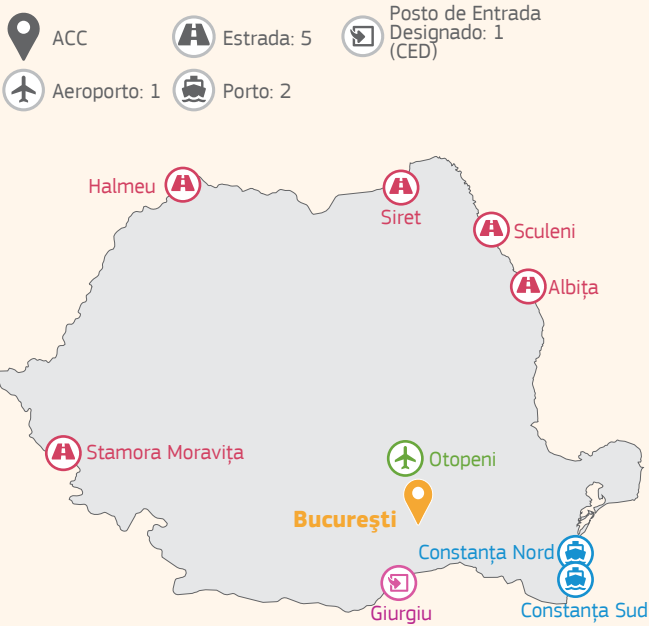 ACC
Estrada: 5
Posto de Entrada
Designado: 1
(CED)
Aeroporto: 1
Porto: 2
Halmeu
Siret
Sculeni
Albița
Stamora Moravița
Otopeni
Bucureşti
Constanța Nord
Giurgiu
Constanța Sud